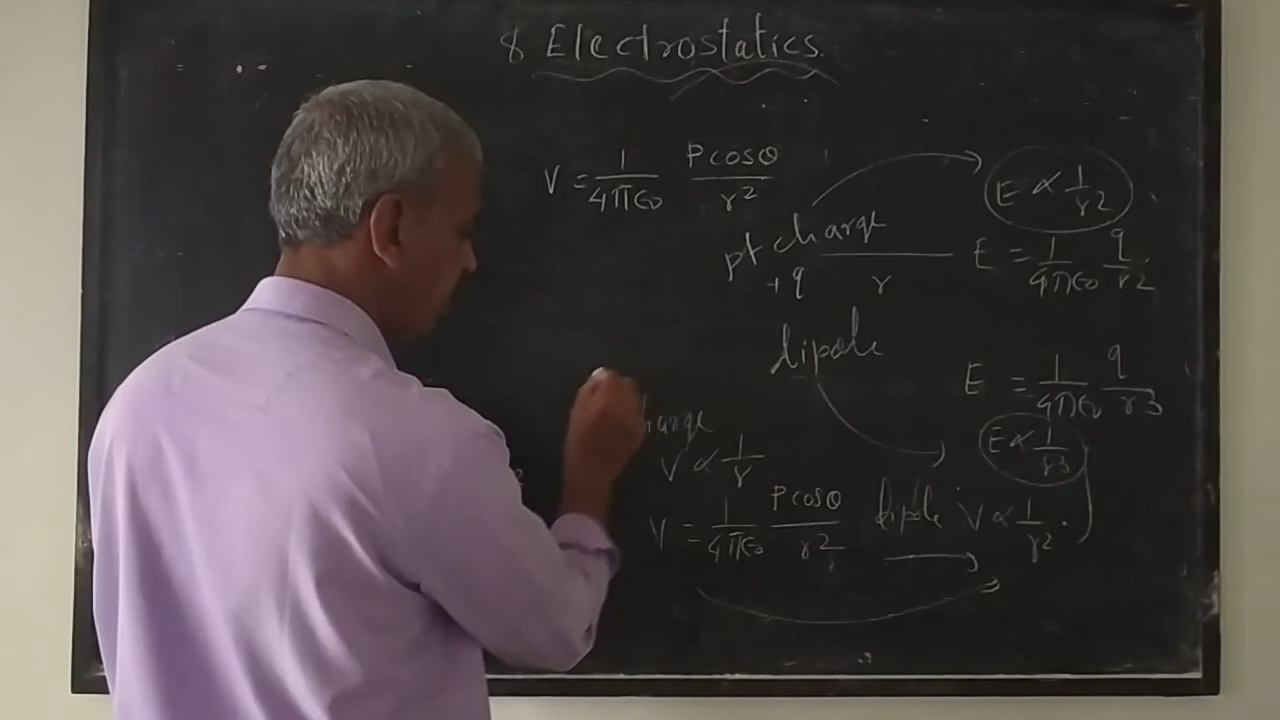 8 Electrostatics.
V = 1/4πε0 Pcosθ/r2
E ∝ 1/r2
pt charge
+q r E = 1/4πε0 q/r2
dipole
E = 1/4πε0 q/r3
E ∝ 1/r3
harge
V ∝ 1/r
V = 1/4πε0 Pcosθ/r2 dipole V ∝ 1/r2.